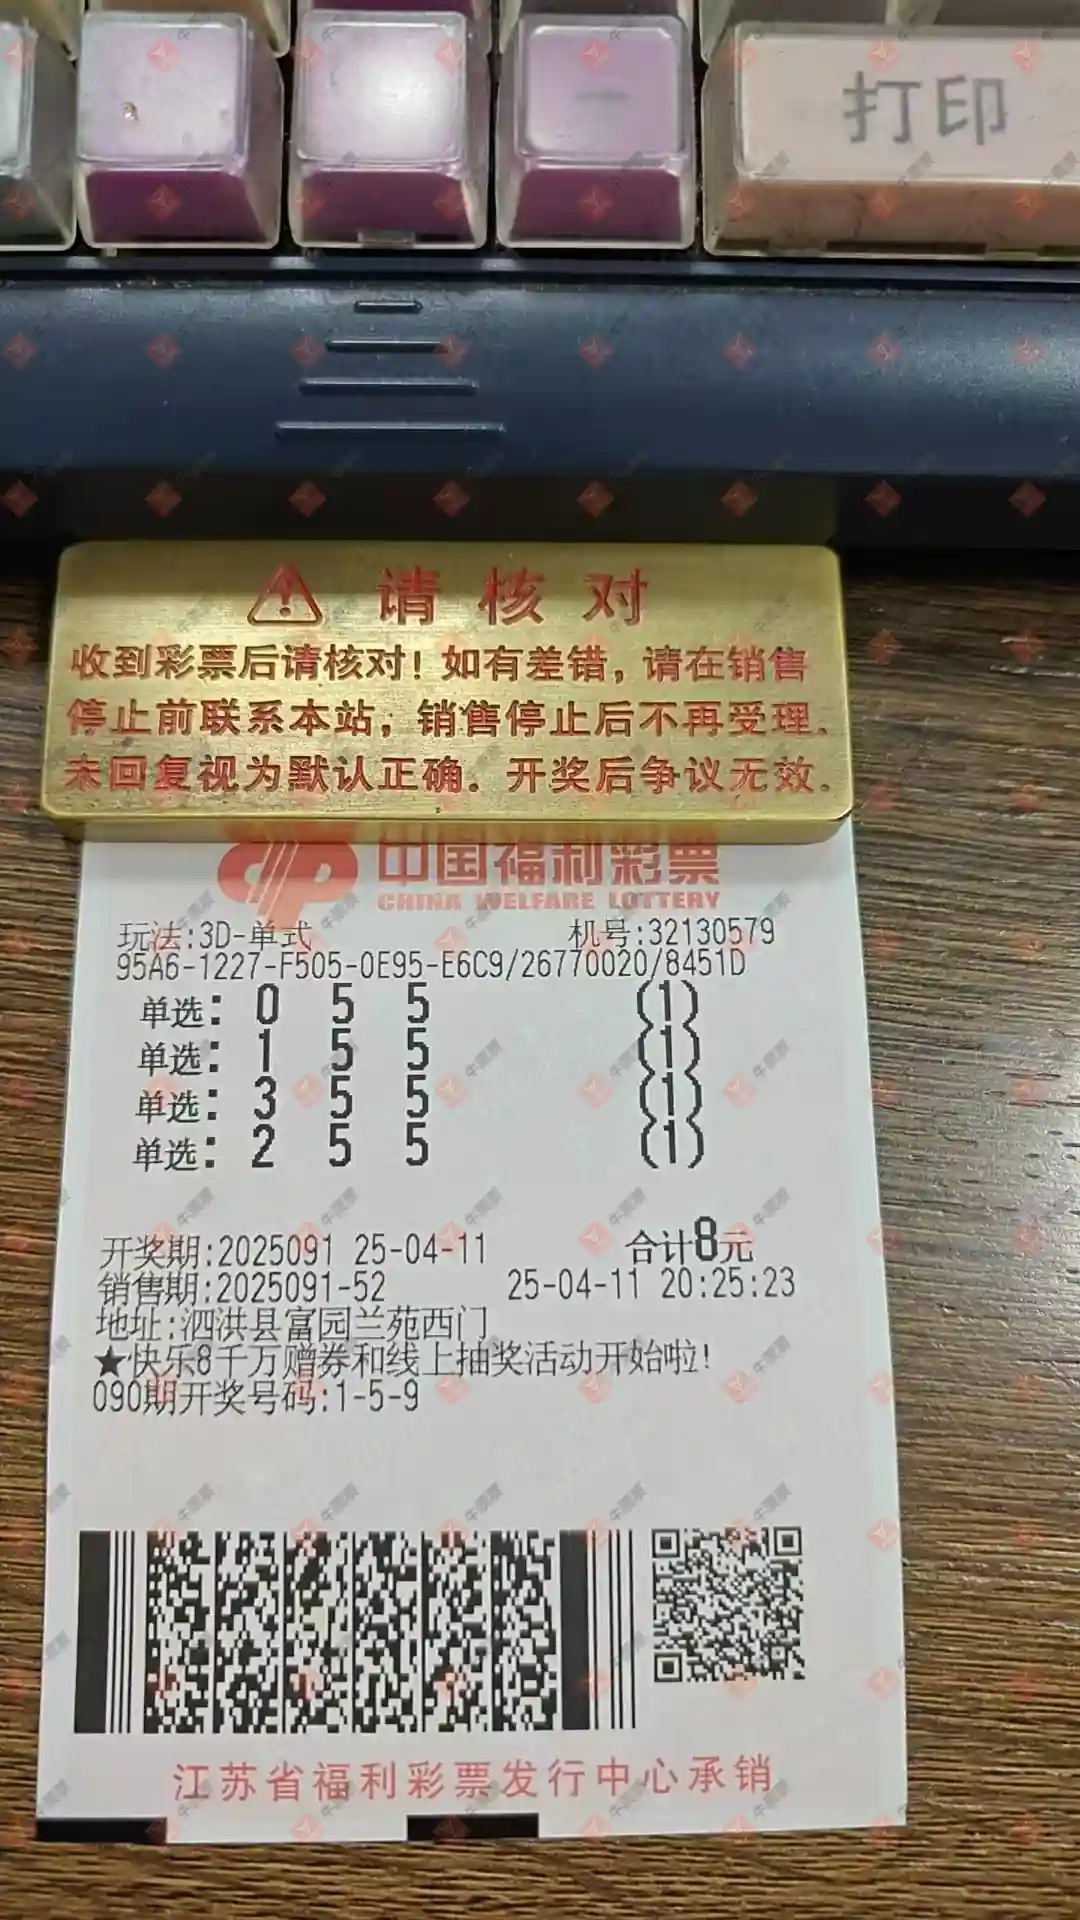 打印
一
请核对
收到彩票后请核对！如有差错，请在销售
停止前联系本站，销售停止后不再受理。
未回复视为默认正确。开奖后争议无效。
中国福利彩票
CHINA WELFARE LOTTERY
玩法:3D-单式 机号:32130579
95A6-1227-F505-0E95-E6C9/26770020/8451D
单选: 0 5 5 (1)
单选: 1 5 5 (1)
单选: 3 5 5 (1)
单选: 2 5 5 (1)
开奖期:2025091 25-04-11 合计8元
销售期:2025091-52 25-04-11 20:25:23
地址:泗洪县富园兰苑西门
★快乐8千万赠券和线上抽奖活动开始啦!
090期开奖号码:1-5-9
江苏省福利彩票发行中心承销